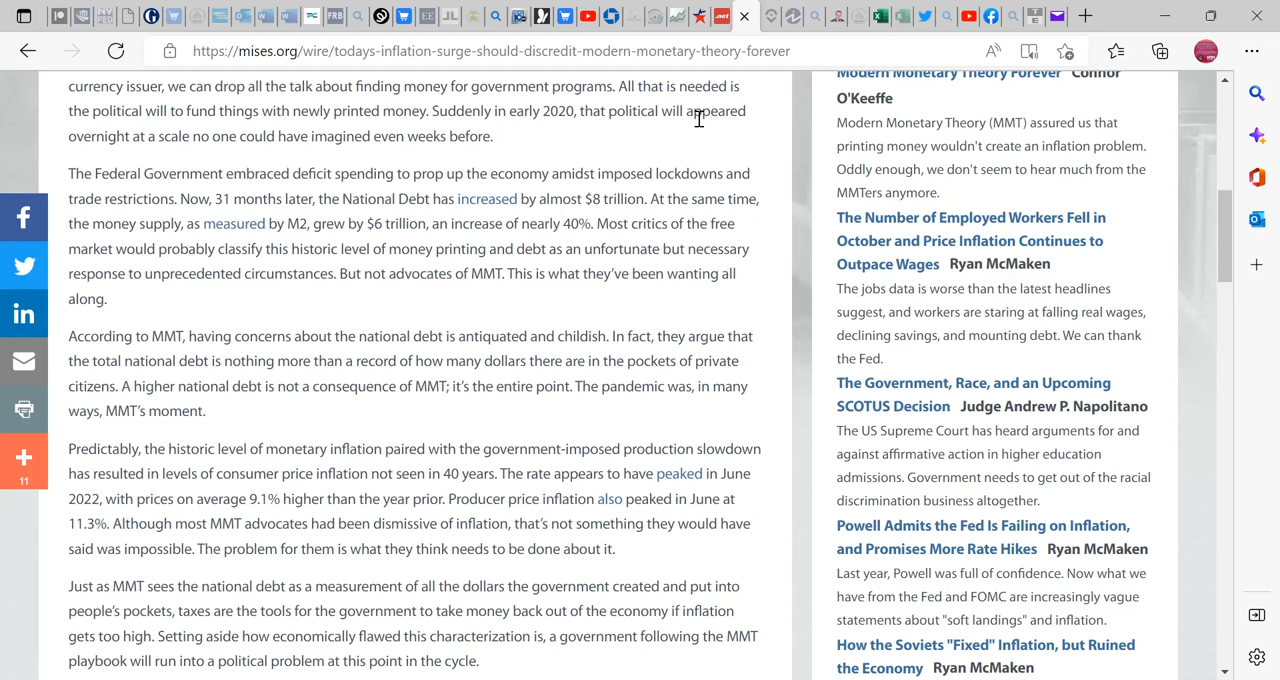 https://mises.org/wire/todays-inflation-surge-should-discredit-modern-monetary-theory-forever
currency issuer, we can drop all the talk about finding money for government programs. All that is needed is
the political will to fund things with newly printed money. Suddenly in early 2020, that political will appeared
overnight at a scale no one could have imagined even weeks before.
The Federal Government embraced deficit spending to prop up the economy amidst imposed lockdowns and
trade restrictions. Now, 31 months later, the National Debt has increased by almost $8 trillion. At the same time,
the money supply, as measured by M2, grew by $6 trillion, an increase of nearly 40%. Most critics of the free
market would probably classify this historic level of money printing and debt as an unfortunate but necessary
response to unprecedented circumstances. But not advocates of MMT. This is what they've been wanting all
along.
According to MMT, having concerns about the national debt is antiquated and childish. In fact, they argue that
the total national debt is nothing more than a record of how many dollars there are in the pockets of private
citizens. A higher national debt is not a consequence of MMT; it's the entire point. The pandemic was, in many
ways, MMT's moment.
Predictably, the historic level of monetary inflation paired with the government-imposed production slowdown
has resulted in levels of consumer price inflation not seen in 40 years. The rate appears to have peaked in June
2022, with prices on average 9.1% higher than the year prior. Producer price inflation also peaked in June at
11.3%. Although most MMT advocates had been dismissive of inflation, that's not something they would have
said was impossible. The problem for them is what they think needs to be done about it.
Just as MMT sees the national debt as a measurement of all the dollars the government created and put into
people's pockets, taxes are the tools for the government to take money back out of the economy if inflation
gets too high. Setting aside how economically flawed this characterization is, a government following the MMT
playbook will run into a political problem at this point in the cycle.
11
Modern Monetary Theory Forever Connor
O'Keeffe
Modern Monetary Theory (MMT) assured us that
printing money wouldn't create an inflation problem.
Oddly enough, we don't seem to hear much from the
MMTers anymore.
The Number of Employed Workers Fell in
October and Price Inflation Continues to
Outpace Wages Ryan McMaken
The jobs data is worse than the latest headlines
suggest, and workers are staring at falling real wages,
declining savings, and mounting debt. We can thank
the Fed.
The Government, Race, and an Upcoming
SCOTUS Decision Judge Andrew P. Napolitano
The US Supreme Court has heard arguments for and
against affirmative action in higher education
admissions. Government needs to get out of the racial
discrimination business altogether.
Powell Admits the Fed Is Failing on Inflation,
and Promises More Rate Hikes Ryan McMaken
Last year, Powell was full of confidence. Now what we
have from the Fed and FOMC are increasingly vague
statements about "soft landings" and inflation.
How the Soviets "Fixed" Inflation, but Ruined
the Economy Ryan McMaken